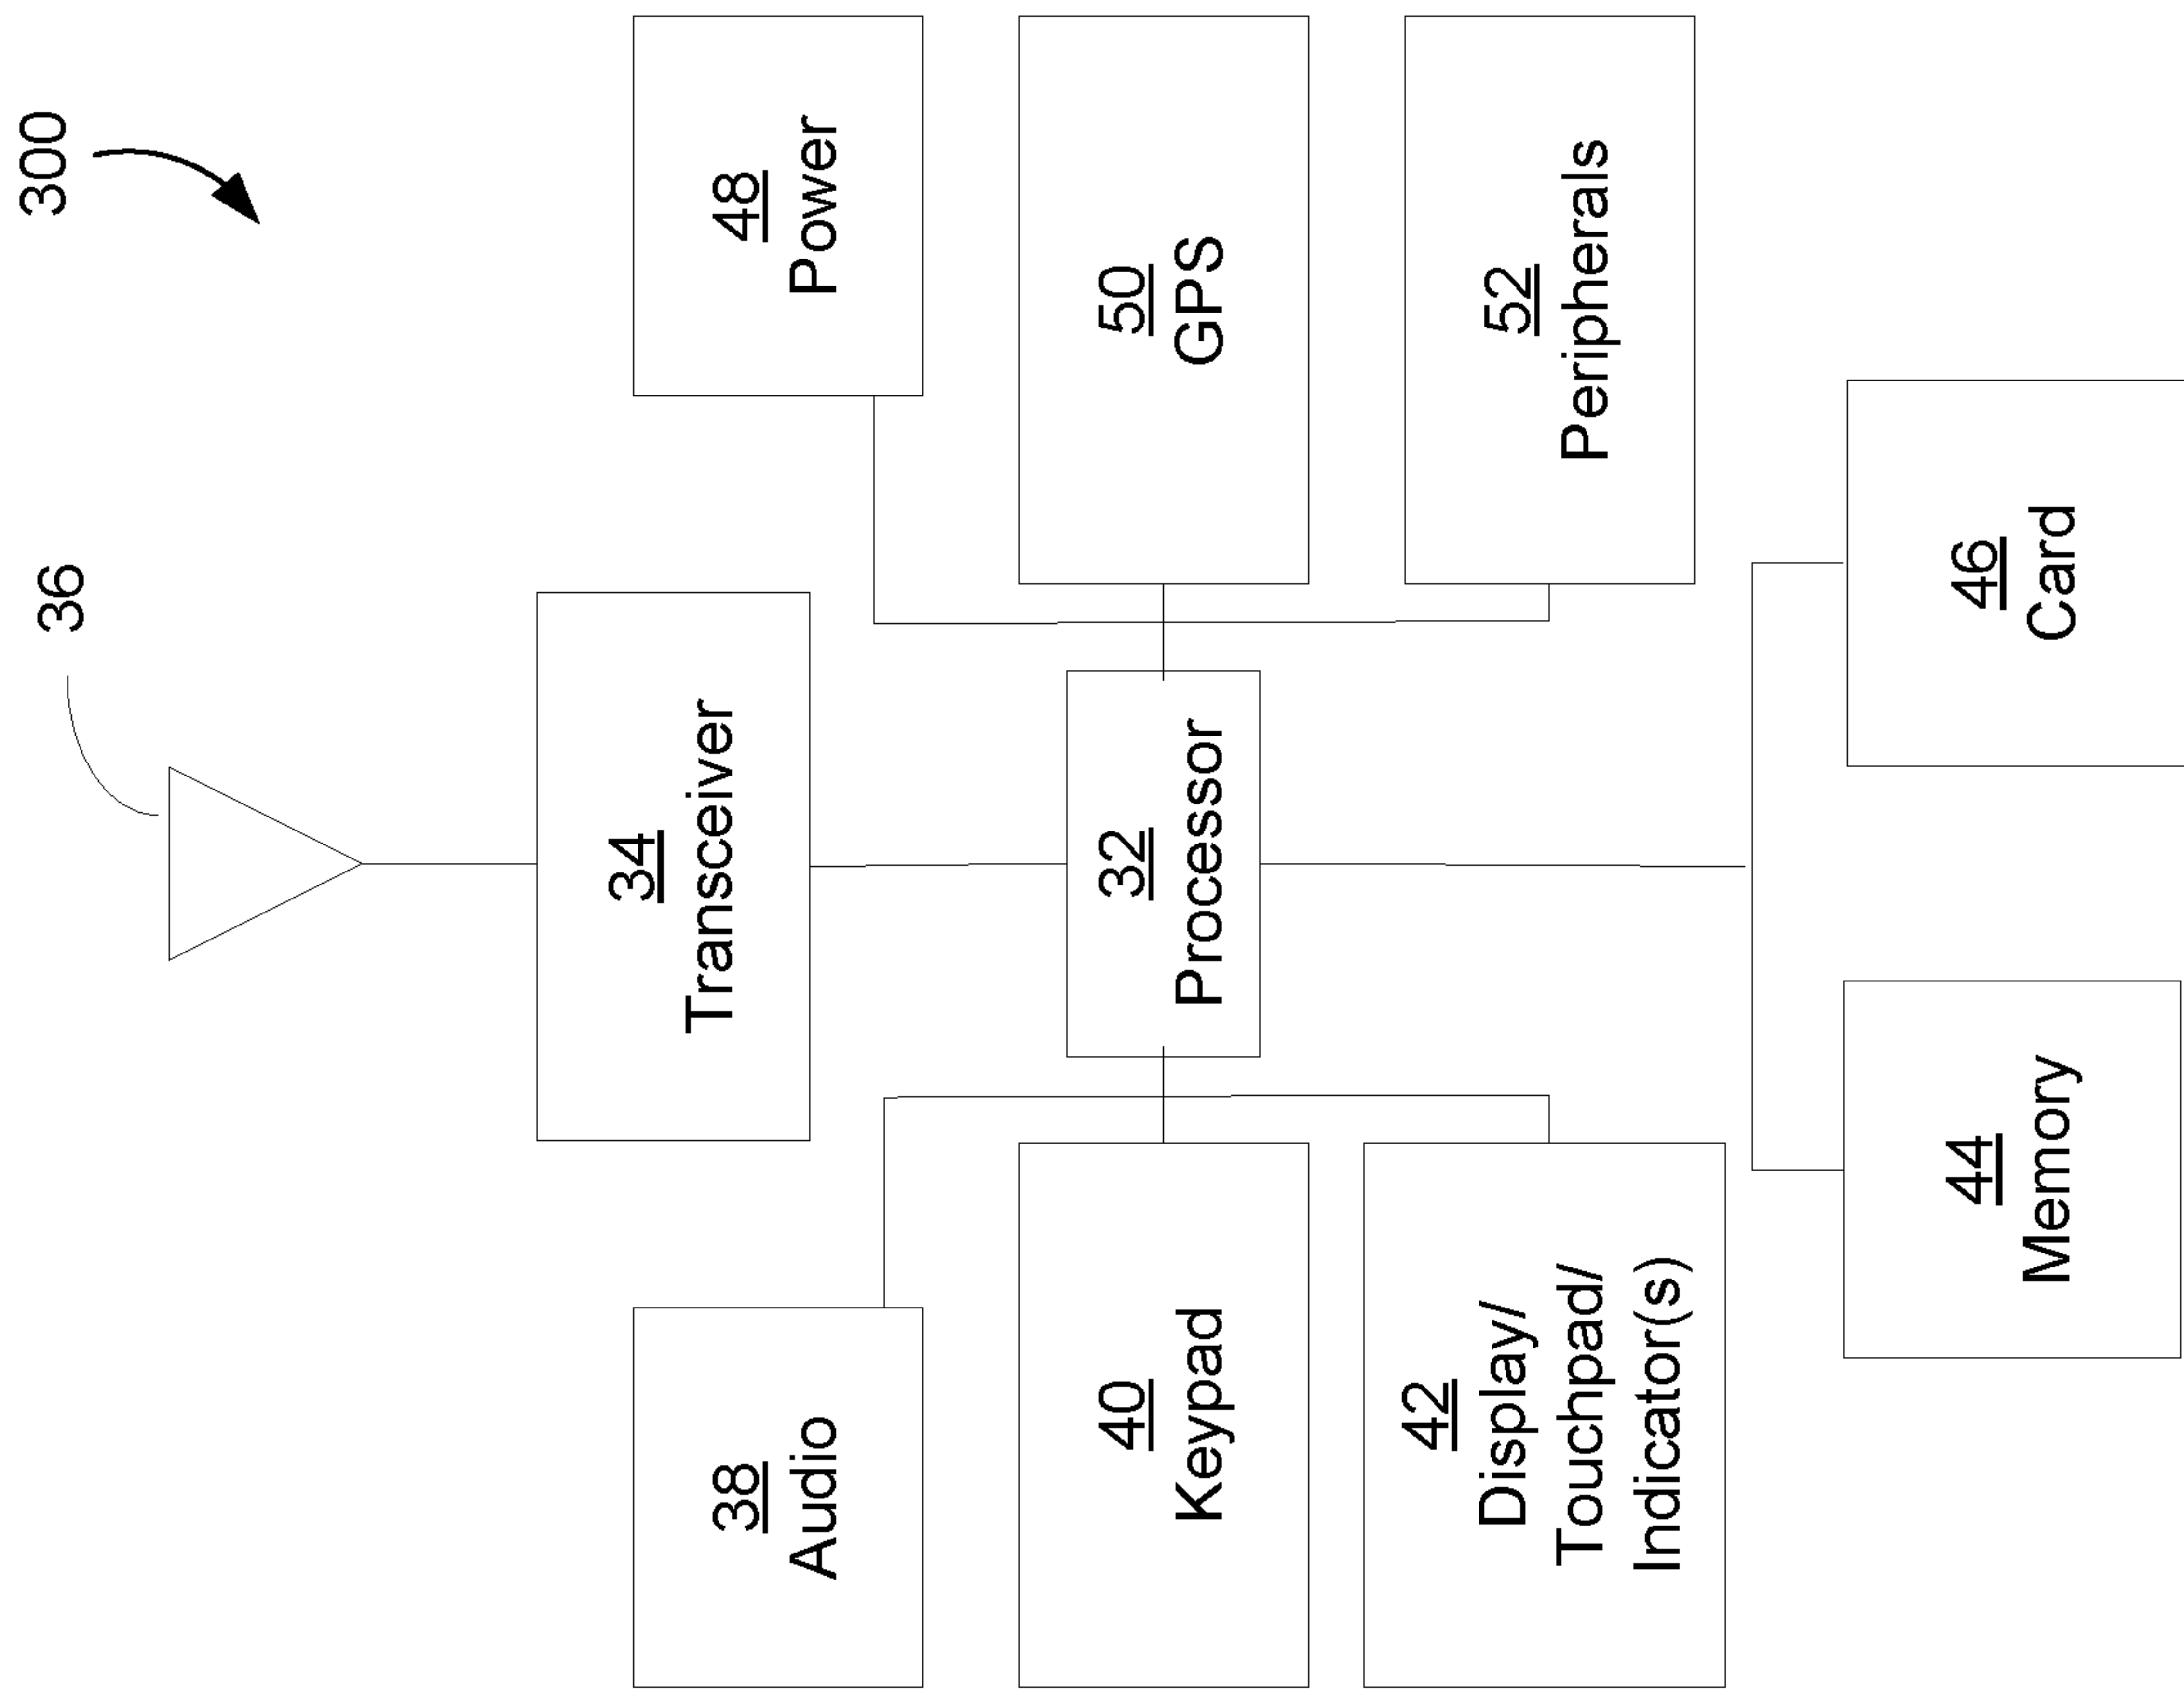 300
36
34
Transceiver
38
Audio
48
Power
32
Processor
40
Keypad
50
GPS
42
Display/
Touchpad/
Indicator(s)
52
Peripherals
44
Memory
46
Card